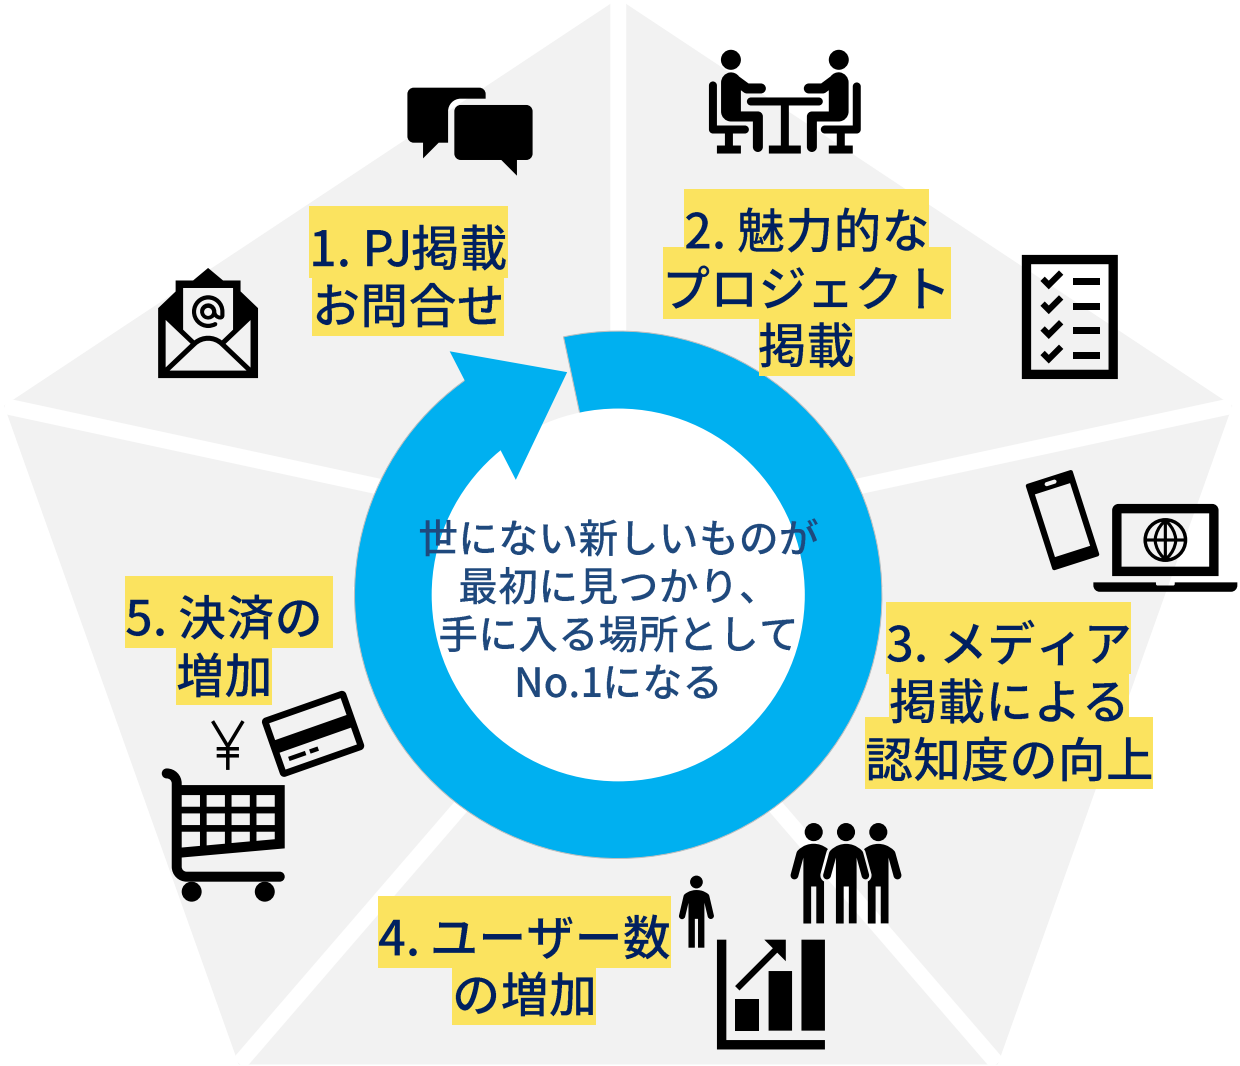 1. PJ掲載
お問合せ
2. 魅力的な
プロジェクト
掲載
3. メディア
掲載による
認知度の向上
4. ユーザー数
の増加
5. 決済の
増加
¥
@
世にない新しいものが
最初に見つかり、
手に入る場所として
No.1になる